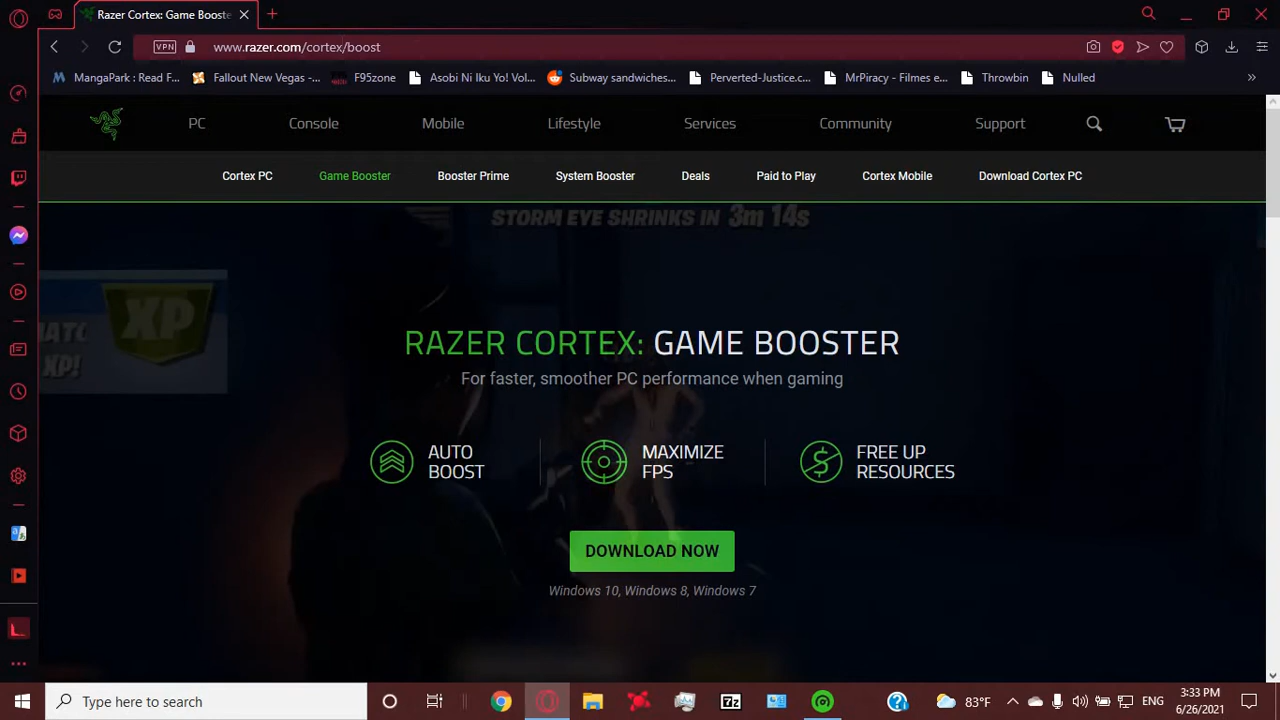 Razer Cortex: Game Booste
www.razer.com/cortex/boost
VPN
MangaPark : Read F...
Fallout New Vegas -...
F95zone
Asobi Ni Iku Yo! Vol...
Subway sandwiches...
Perverted-Justice.c...
MrPiracy - Filmes e...
Throwbin
Nulled
PC Console Mobile Lifestyle Services Community Support
Cortex PC Game Booster Booster Prime System Booster Deals Paid to Play Cortex Mobile Download Cortex PC
STORM EYE SHRINKS IN 3m 14s
XP
XP!
RAZER CORTEX: GAME BOOSTER
For faster, smoother PC performance when gaming
AUTO
BOOST
MAXIMIZE
FPS
FREE UP
RESOURCES
DOWNLOAD NOW
Windows 10, Windows 8, Windows 7
Type here to search
7z
83°F
ENG
3:33 PM
6/26/2021